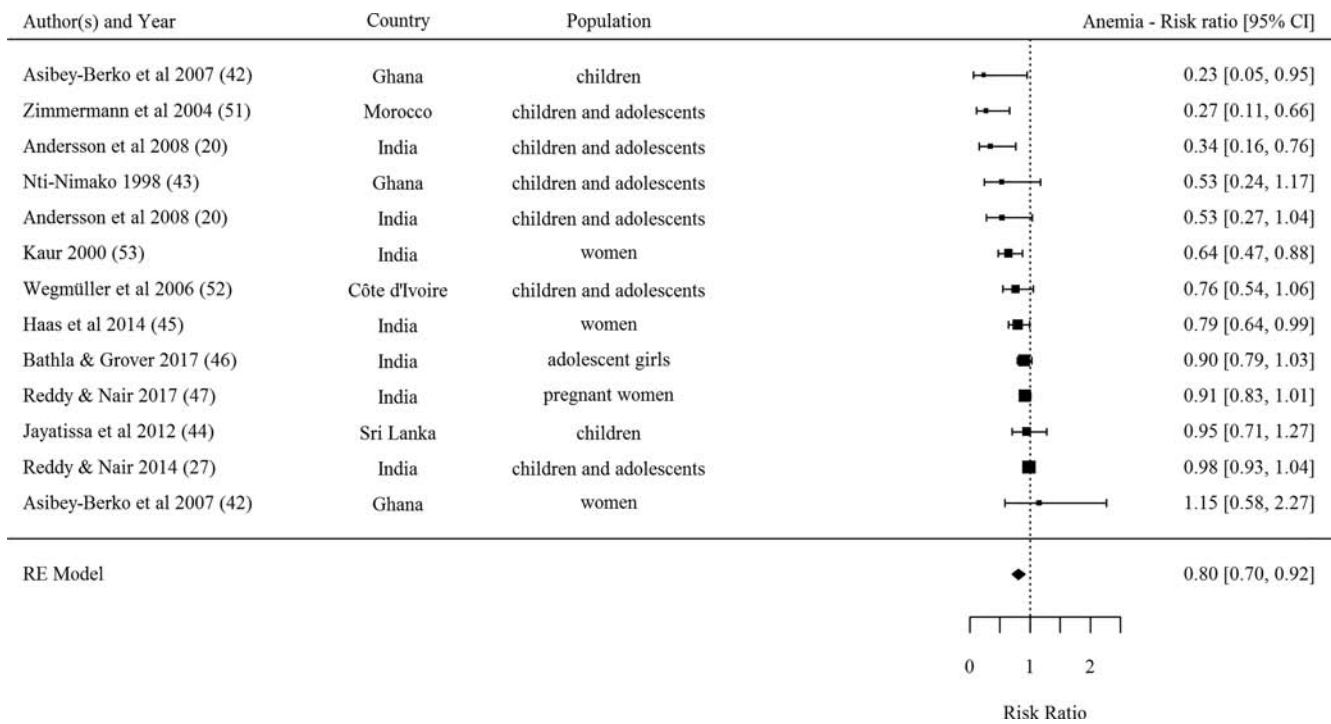 Author(s) and Year Country Population Anemia - Risk ratio [95% CI]
Asibey-Berko et al 2007 (42) Ghana children 0.23 [0.05, 0.95]
Zimmermann et al 2004 (51) Morocco children and adolescents 0.27 [0.11, 0.66]
Andersson et al 2008 (20) India children and adolescents 0.34 [0.16, 0.76]
Nti-Nimako 1998 (43) Ghana children and adolescents 0.53 [0.24, 1.17]
Andersson et al 2008 (20) India children and adolescents 0.53 [0.27, 1.04]
Kaur 2000 (53) India women 0.64 [0.47, 0.88]
Wegmüller et al 2006 (52) Côte d'Ivoire children and adolescents 0.76 [0.54, 1.06]
Haas et al 2014 (45) India women 0.79 [0.64, 0.99]
Bathla & Grover 2017 (46) India adolescent girls 0.90 [0.79, 1.03]
Reddy & Nair 2017 (47) India pregnant women 0.91 [0.83, 1.01]
Jayatissa et al 2012 (44) Sri Lanka children 0.95 [0.71, 1.27]
Reddy & Nair 2014 (27) India children and adolescents 0.98 [0.93, 1.04]
Asibey-Berko et al 2007 (42) Ghana women 1.15 [0.58, 2.27]
RE Model 0.80 [0.70, 0.92]
0 1 2
Risk Ratio